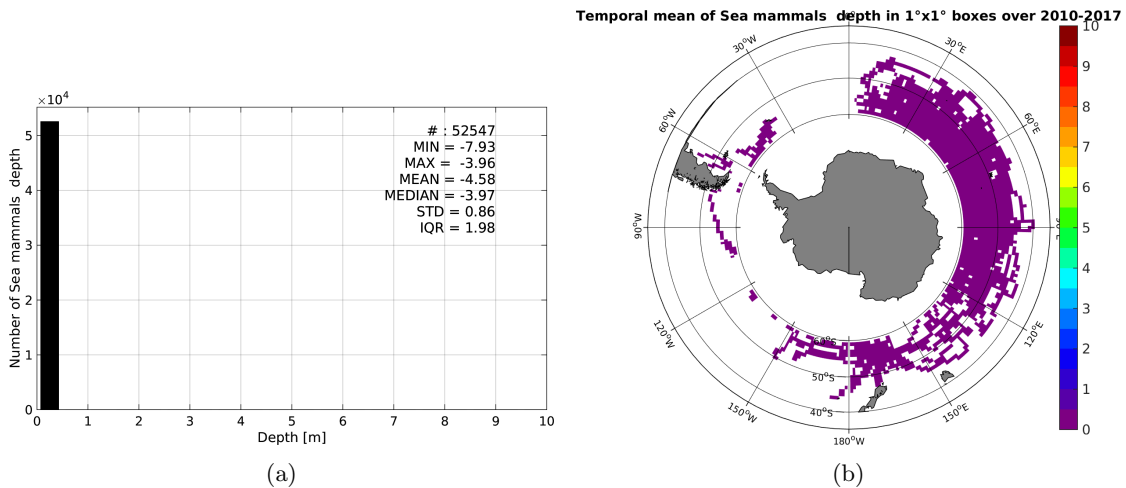 ×10⁴
5
4
3
2
1
0
Number of Sea mammals depth
# : 52547
MIN = -7.93
MAX = -3.96
MEAN = -4.58
MEDIAN = -3.97
STD = 0.86
IQR = 1.98
0 1 2 3 4 5 6 7 8 9 10
Depth [m]
(a)
Temporal mean of Sea mammals depth in 1°x1° boxes over 2010-2017
30°W
30°E
60°W
60°E
90°W
120°W
120°E
150°W
150°E
180°W
60°S
50°S
40°S
10
9
8
7
6
5
4
3
2
1
0
(b)